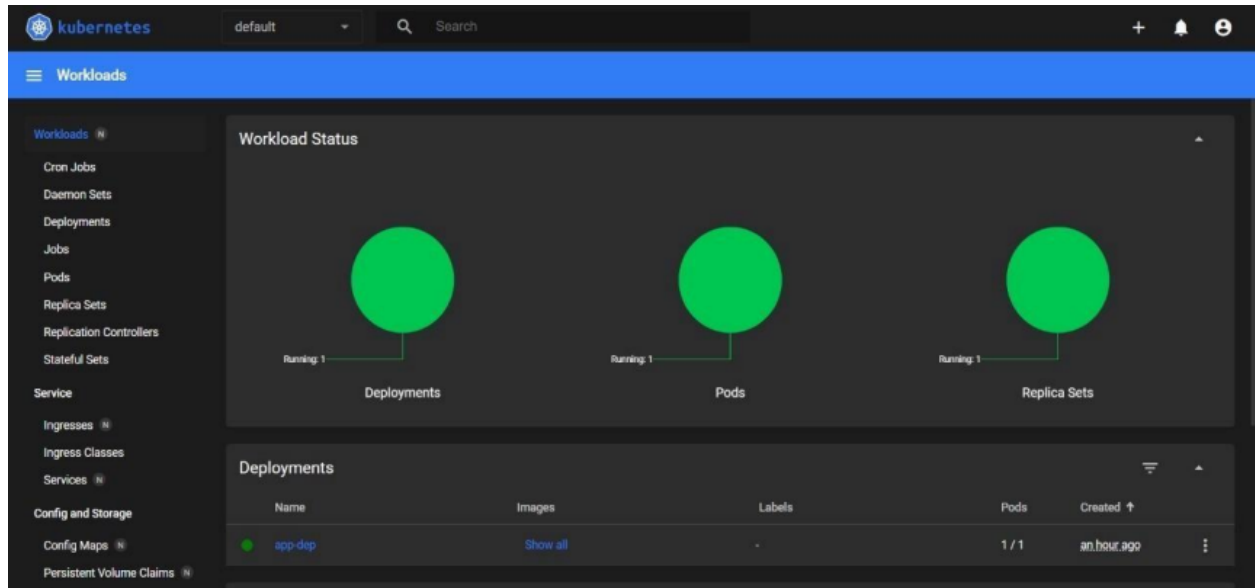 kubernetes
default
Search
Workloads
Workloads N
Cron Jobs
Daemon Sets
Deployments
Jobs
Pods
Replica Sets
Replication Controllers
Stateful Sets
Service
Ingresses N
Ingress Classes
Services N
Config and Storage
Config Maps N
Persistent Volume Claims N
Workload Status
Running: 1 Running: 1 Running: 1
Deployments Pods Replica Sets
Deployments
Name Images Labels Pods Created ↑
app-dep Show all - 1 / 1 an hour ago